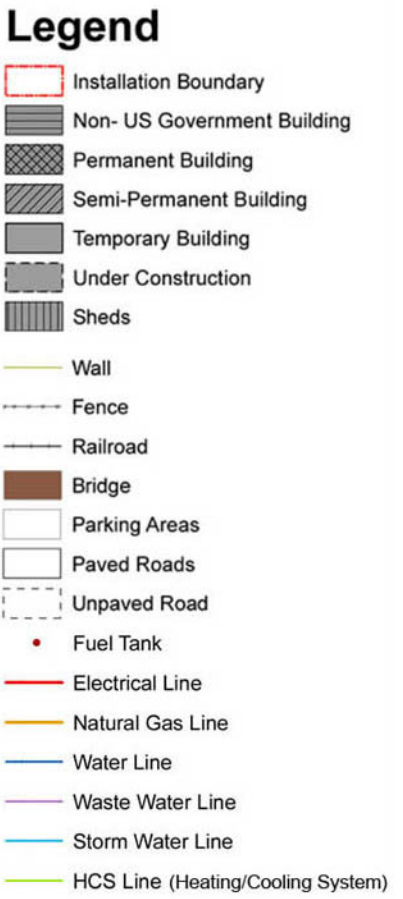 Legend
Installation Boundary
Non- US Government Building
Permanent Building
Semi-Permanent Building
Temporary Building
Under Construction
Sheds
Wall
Fence
Railroad
Bridge
Parking Areas
Paved Roads
Unpaved Road
Fuel Tank
Electrical Line
Natural Gas Line
Water Line
Waste Water Line
Storm Water Line
HCS Line (Heating/Cooling System)